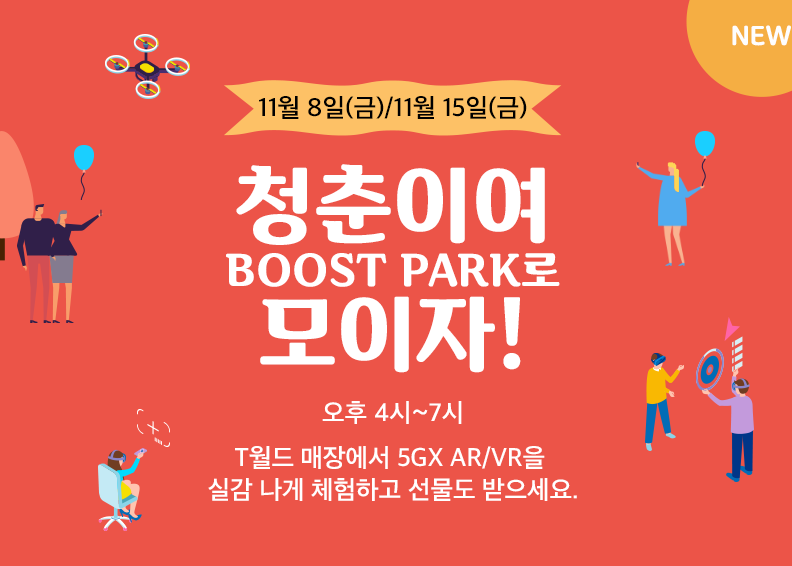 NEW
11월 8일(금)/11월 15일(금)
청춘이여
BOOST PARK로
모이자!
오후 4시~7시
T월드 매장에서 5GX AR/VR을
실감 나게 체험하고 선물도 받으세요.